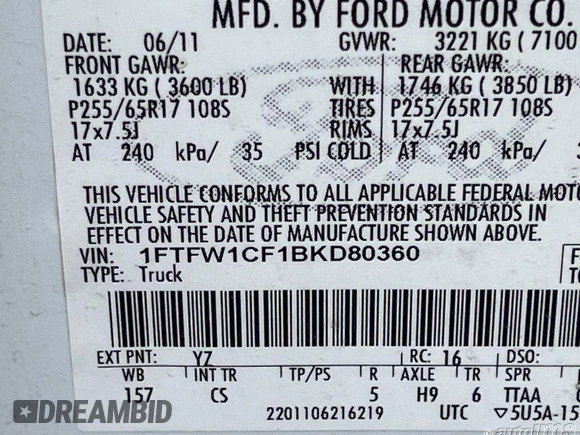 MFD. BY FORD MOTOR CO.
DATE: 06/11 GVWR: 3221 KG ( 7100
FRONT GAWR: REAR GAWR:
1633 KG ( 3600 LB) WITH 1746 KG ( 3850 LB)
P255/65R17 108S TIRES P255/65R17 108S
17x7.5J RIMS 17x7.5J
AT 240 kPa/ 35 PSI COLD AT 240 kPa/ 3
THIS VEHICLE CONFORMS TO ALL APPLICABLE FEDERAL MOTO
VEHICLE SAFETY AND THEFT PREVENTION STANDARDS IN
EFFECT ON THE DATE OF MANUFACTURE SHOWN ABOVE.
VIN: 1FTFW1CF1BKD80360
TYPE: Truck
EXT PNT: YZ RC: 16 DSO:
WB INT TR TP/PS R AXLE TR SPR
157 CS 5 H9 6 TTAA
2201106216219 UTC ▽5U5A-15
DREAMBID